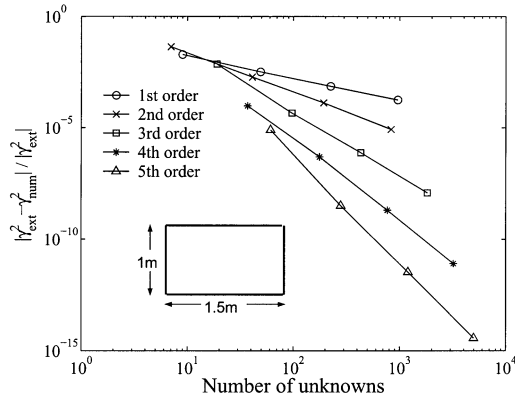 10^0
10^-5
10^-10
10^-15
|γ²ext − γ²num| / |γ²ext|
1st order
2nd order
3rd order
4th order
5th order
1m
1.5m
10^0 10^1 10^2 10^3 10^4
Number of unknowns